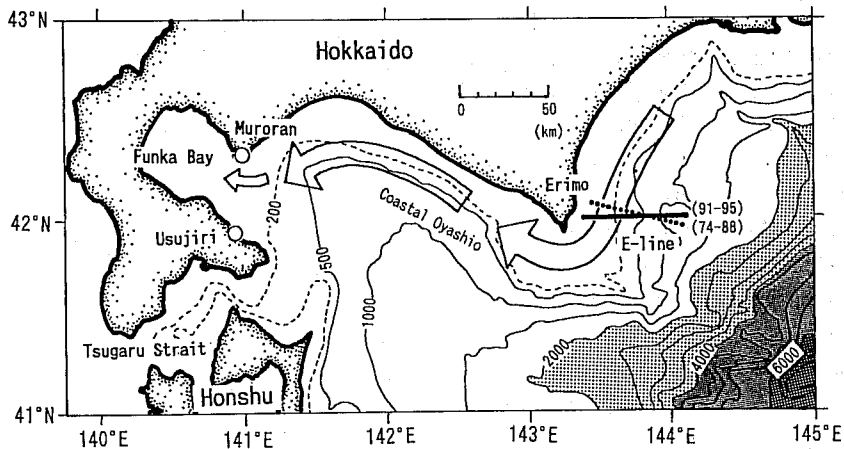 43°N
Hokkaido
0 50
(km)
Muroran
Funka Bay
Erimo
42°N
200
Coastal Oyashio
(91-95)
(74-88)
E-line
Usujiri
500
1000
Tsugaru Strait
2000
4000
6000
Honshu
41°N
140°E 141°E 142°E 143°E 144°E 145°E